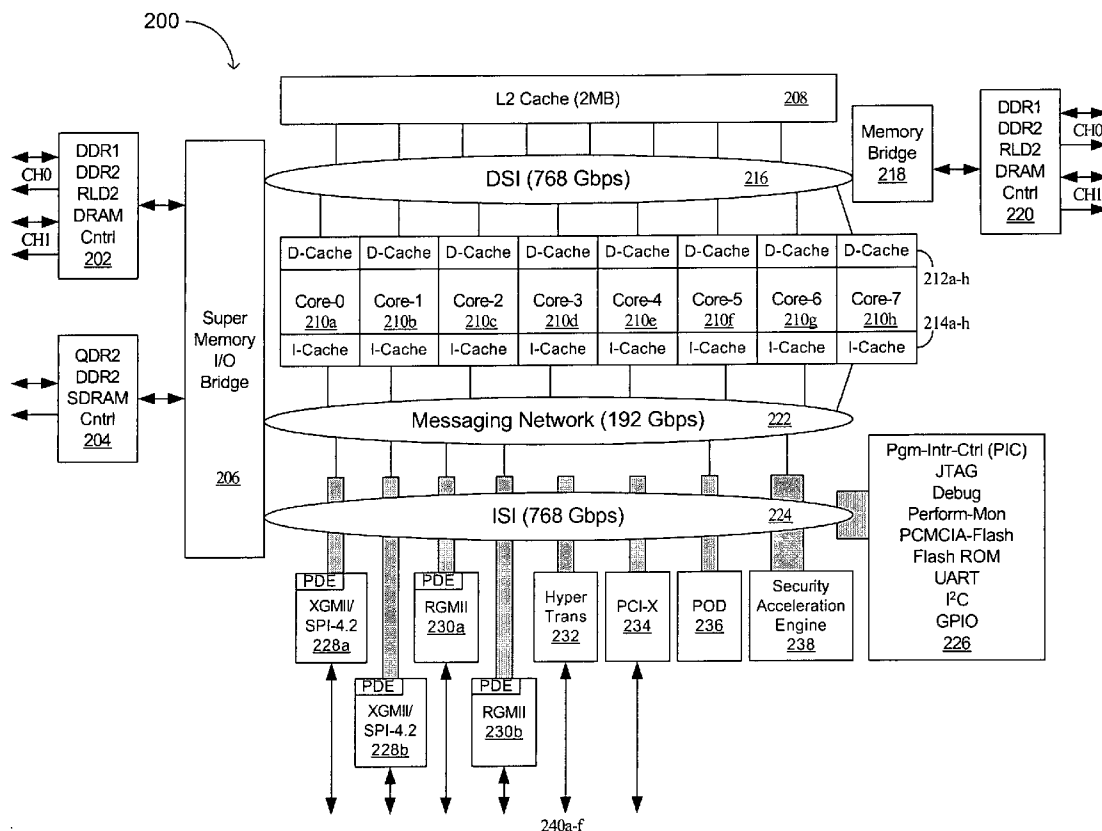 200
L2 Cache (2MB)
208
DDR1
DDR2
RLD2
DRAM
Cntrl
202
CH0
CH1
QDR2
DDR2
SDRAM
Cntrl
204
Super
Memory
I/O
Bridge
206
DSI (768 Gbps)
216
Memory
Bridge
218
DDR1
DDR2
RLD2
DRAM
Cntrl
220
CH0
CH1
D-Cache D-Cache D-Cache D-Cache D-Cache D-Cache D-Cache D-Cache
212a-h
Core-0 Core-1 Core-2 Core-3 Core-4 Core-5 Core-6 Core-7
210a 210b 210c 210d 210e 210f 210g 210h
214a-h
I-Cache I-Cache I-Cache I-Cache I-Cache I-Cache I-Cache I-Cache
Messaging Network (192 Gbps)
222
ISI (768 Gbps)
224
Pgm-Intr-Ctrl (PIC)
JTAG
Debug
Perform-Mon
PCMCIA-Flash
Flash ROM
UART
I²C
GPIO
226
PDE
XGMII/
SPI-4.2
228a
PDE
RGMII
230a
Hyper
Trans
232
PCI-X
234
POD
236
Security
Acceleration
Engine
238
PDE
XGMII/
SPI-4.2
228b
PDE
RGMII
230b
240a-f